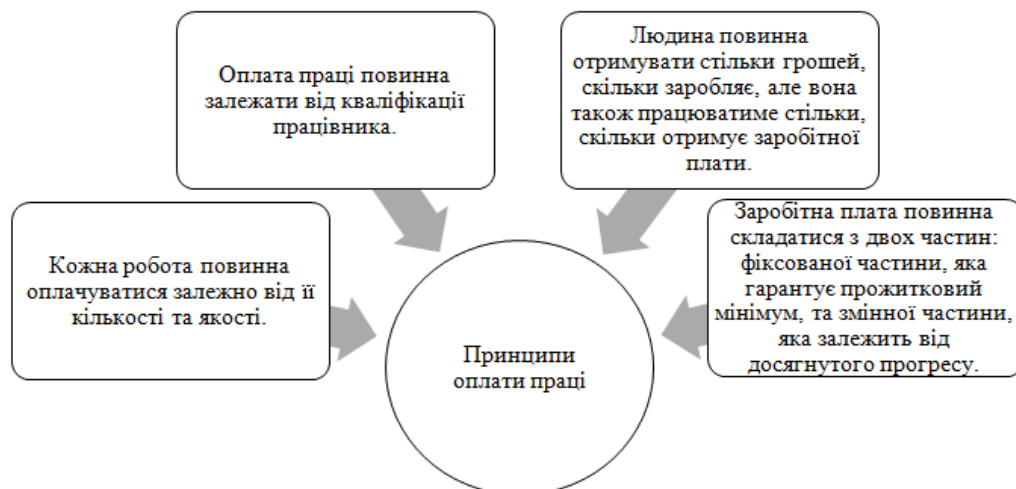 Оплата праці повинна
залежати від кваліфікації
працівника.
Людина повинна
отримувати стільки грошей,
скільки заробляє, але вона
також працюватиме стільки,
скільки отримує заробітної
плати.
Кожна робота повинна
оплачуватися залежно від її
кількості та якості.
Заробітна плата повинна
складатися з двох частин:
фіксованої частини, яка
гарантує прожитковий
мінімум, та змінної частини,
яка залежить від
досягнутого прогресу.
Принципи
оплати праці